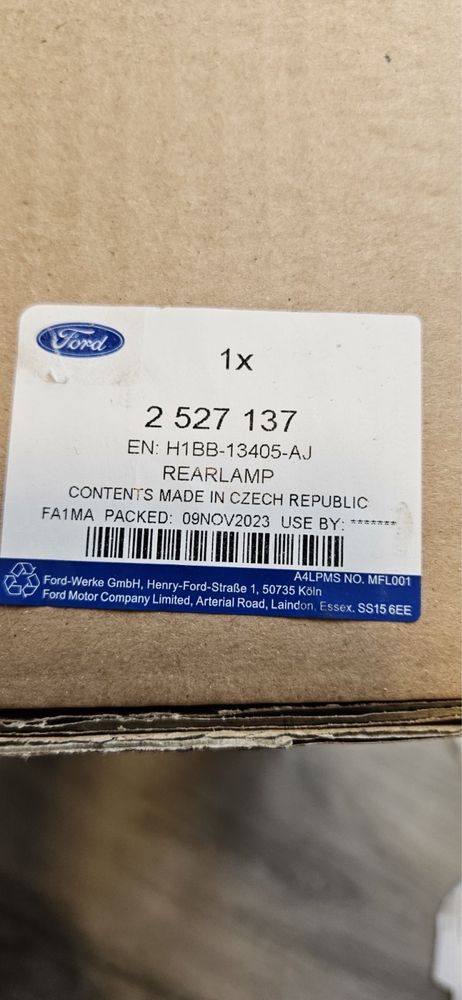 Ford
1x
2 527 137
EN: H1BB-13405-AJ
REARLAMP
CONTENTS MADE IN CZECH REPUBLIC
FA1MA PACKED: 09NOV2023 USE BY: *******
A4LPMS NO. MFL001
Ford-Werke GmbH, Henry-Ford-Straße 1, 50735 Köln
Ford Motor Company Limited, Arterial Road, Laindon, Essex. SS15 6EE